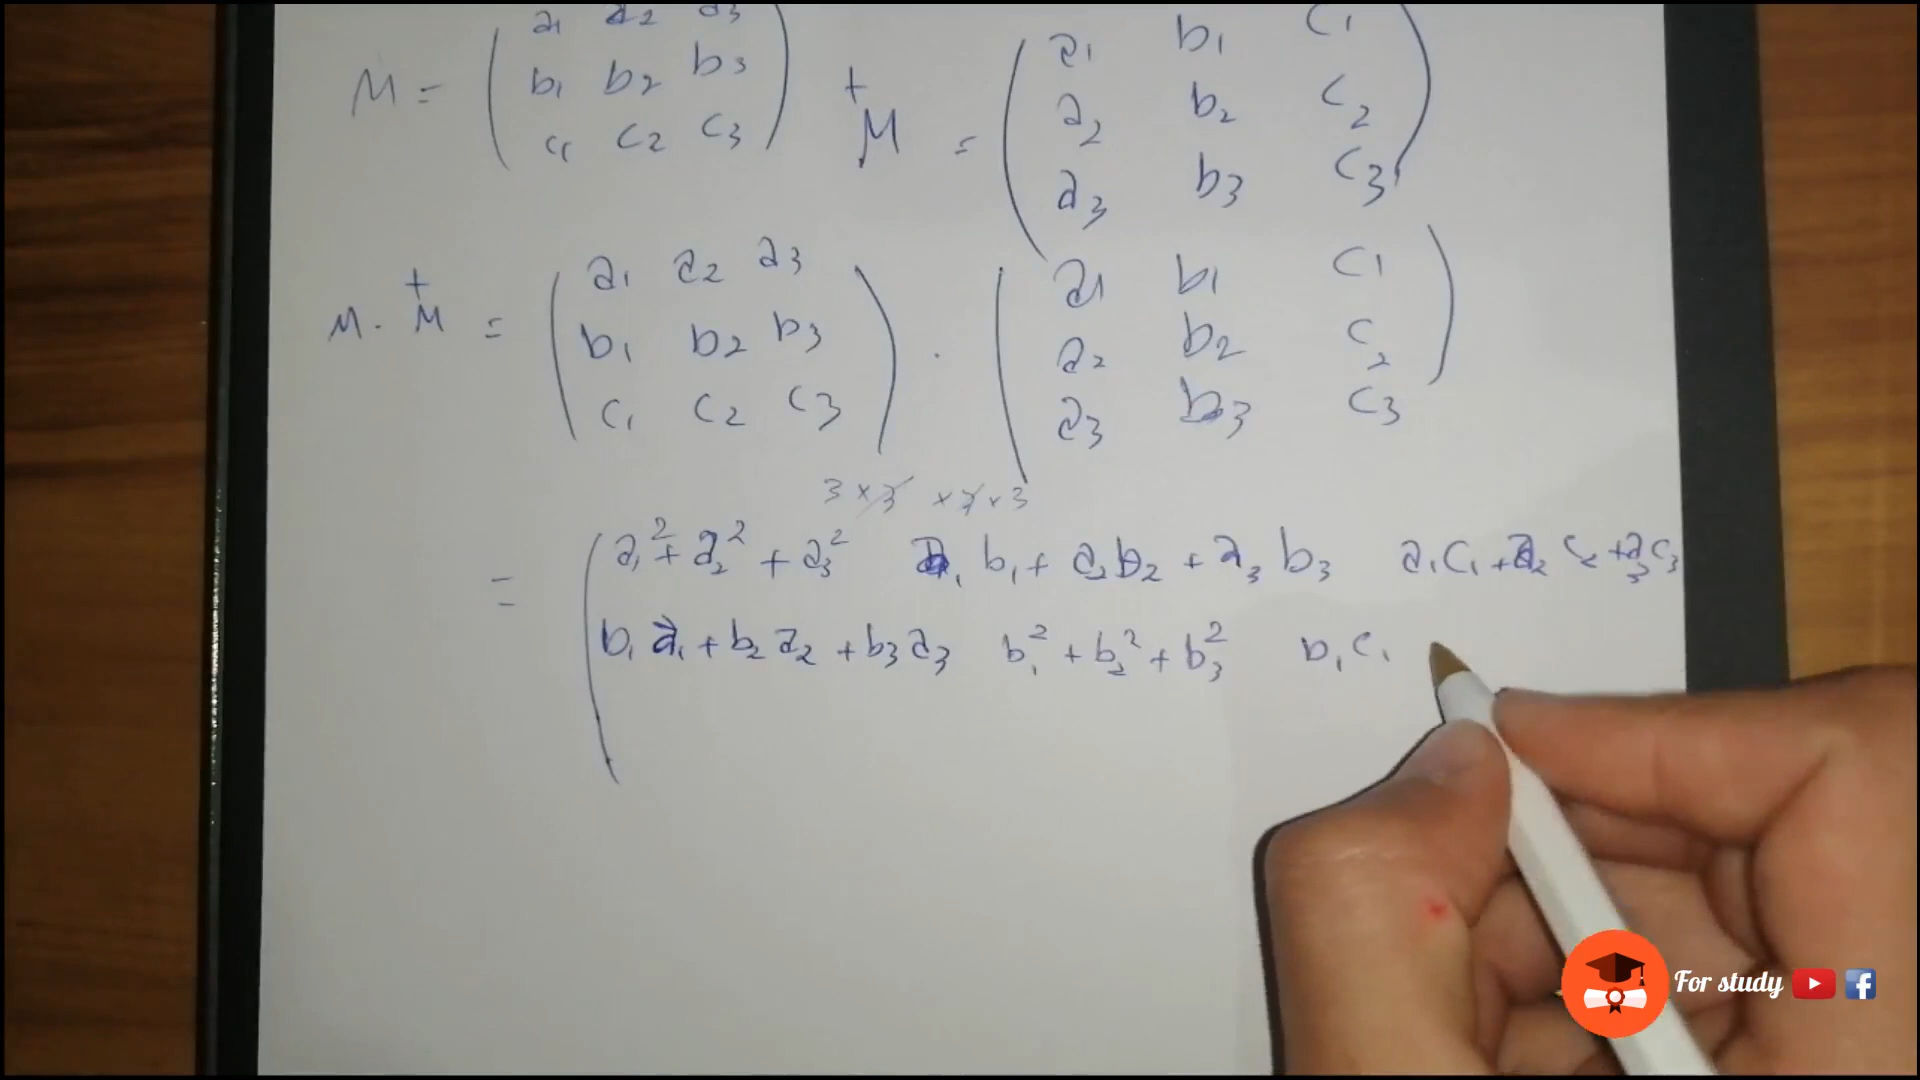 a₁ a₂ a₃ b₁ c₁
M = b₁ b₂ b₃ t a₁ b₂ c₂
c₁ c₂ c₃ M = a₂ b₃ c₃
a₃
t a₁ a₂ a₃ a₁ b₁ c₁
M . M = ( b₁ b₂ b₃ ) . ( a₂ b₂ c₂ )
c₁ c₂ c₃ a₃ b₃ c₃
3 × 3 × 3 × 3
= ( a₁² + a₂² + a₃² a₁ b₁ + a₂ b₂ + a₃ b₃ a₁ c₁ + a₂ c₂ + a₃ c₃
b₁ a₁ + b₂ a₂ + b₃ a₃ b₁² + b₂² + b₃² b₁ c₁
For study